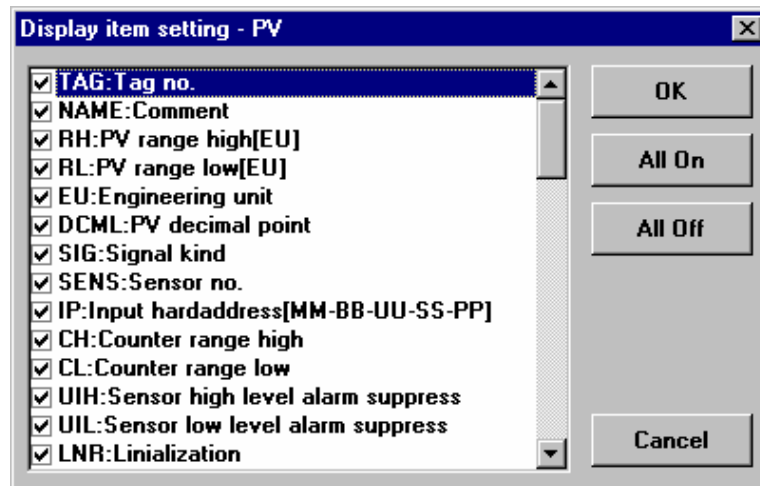 Display item setting - PV
TAG:Tag no.
NAME:Comment
RH:PV range high[EU]
RL:PV range low[EU]
EU:Engineering unit
DCML:PV decimal point
SIG:Signal kind
SENS:Sensor no.
IP:Input hardaddress[MM-BB-UU-SS-PP]
CH:Counter range high
CL:Counter range low
UIH:Sensor high level alarm suppress
UIL:Sensor low level alarm suppress
LNR:Linialization
OK
All On
All Off
Cancel